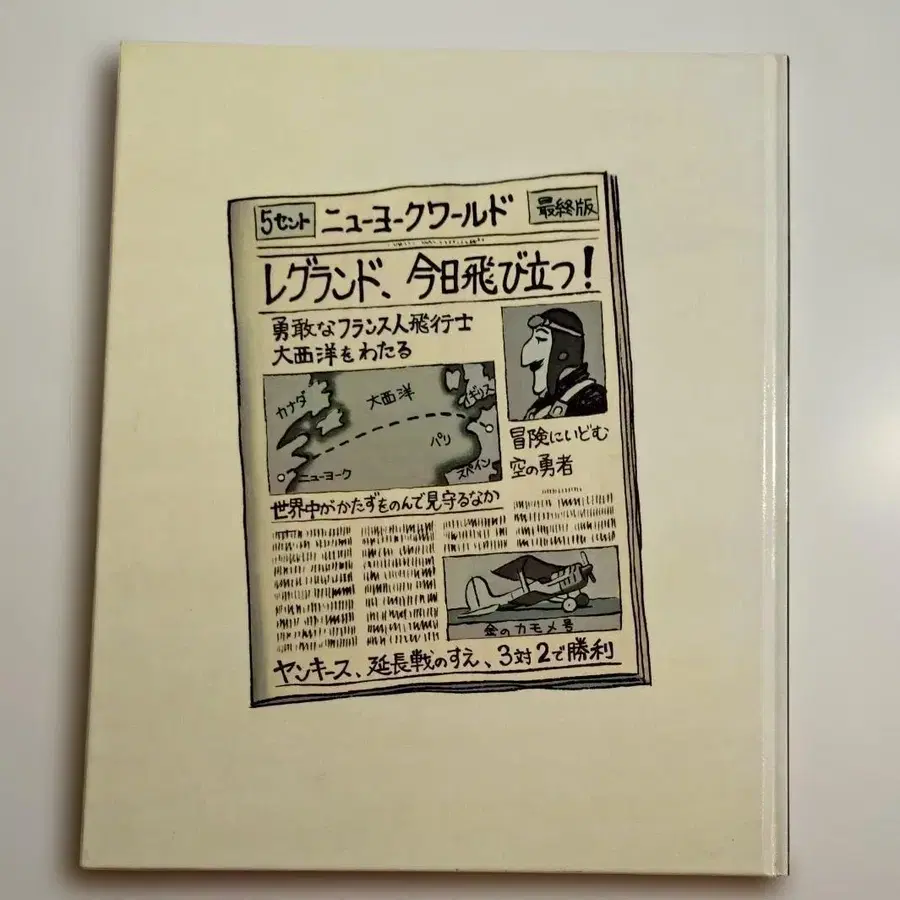 5セント ニューヨークワールド 最終版
レグランド、今日飛び立つ！
勇敢なフランス人飛行士
大西洋をわたる
カナダ
大西洋
イギリス
パリ
ニューヨーク
スペイン
冒険にいどむ
空の勇者
世界中がかたずをのんで見守るなか
金のカモメ号
ヤンキース、延長戦のすえ、3対2で勝利